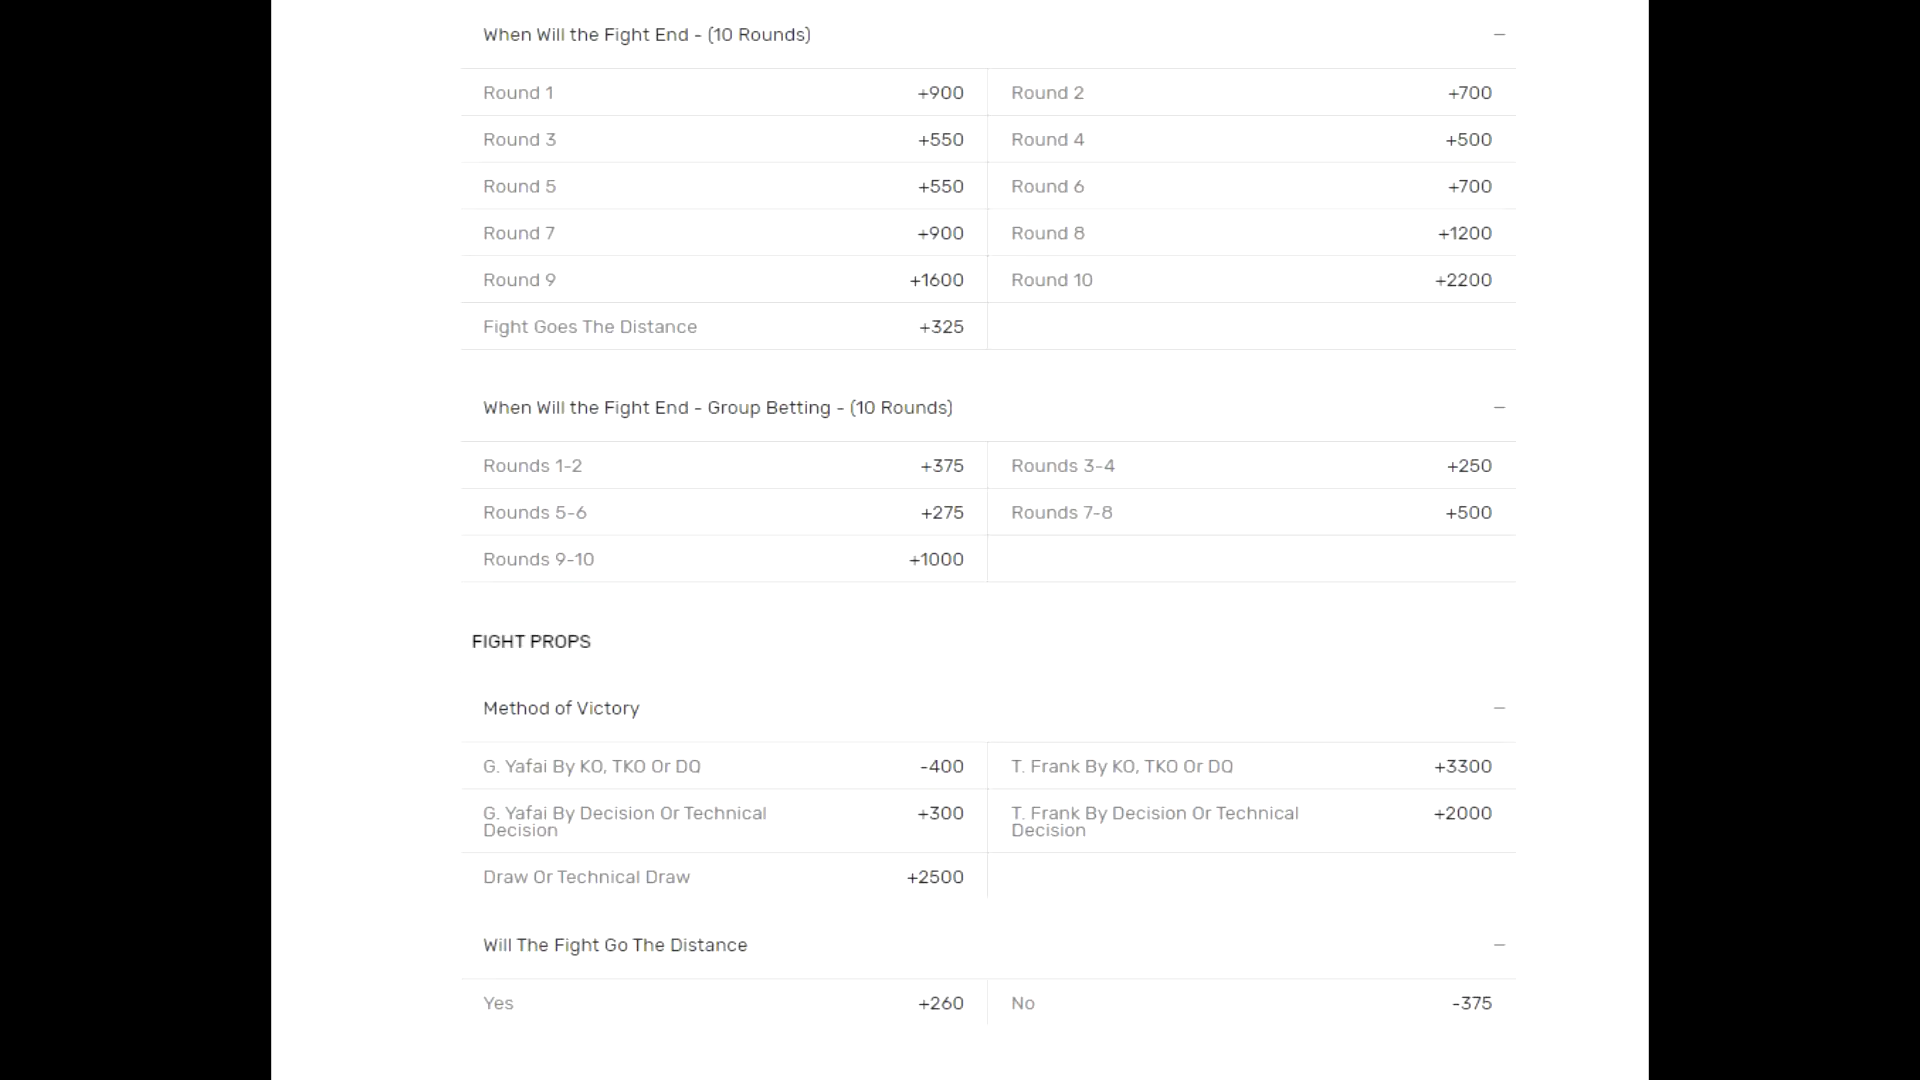 When Will the Fight End - (10 Rounds) –
Round 1 +900 Round 2 +700
Round 3 +550 Round 4 +500
Round 5 +550 Round 6 +700
Round 7 +900 Round 8 +1200
Round 9 +1600 Round 10 +2200
Fight Goes The Distance +325
When Will the Fight End - Group Betting - (10 Rounds) –
Rounds 1-2 +375 Rounds 3-4 +250
Rounds 5-6 +275 Rounds 7-8 +500
Rounds 9-10 +1000
FIGHT PROPS
Method of Victory –
G. Yafai By KO, TKO Or DQ -400 T. Frank By KO, TKO Or DQ +3300
G. Yafai By Decision Or Technical +300 T. Frank By Decision Or Technical +2000
Decision Decision
Draw Or Technical Draw +2500
Will The Fight Go The Distance –
Yes +260 No -375